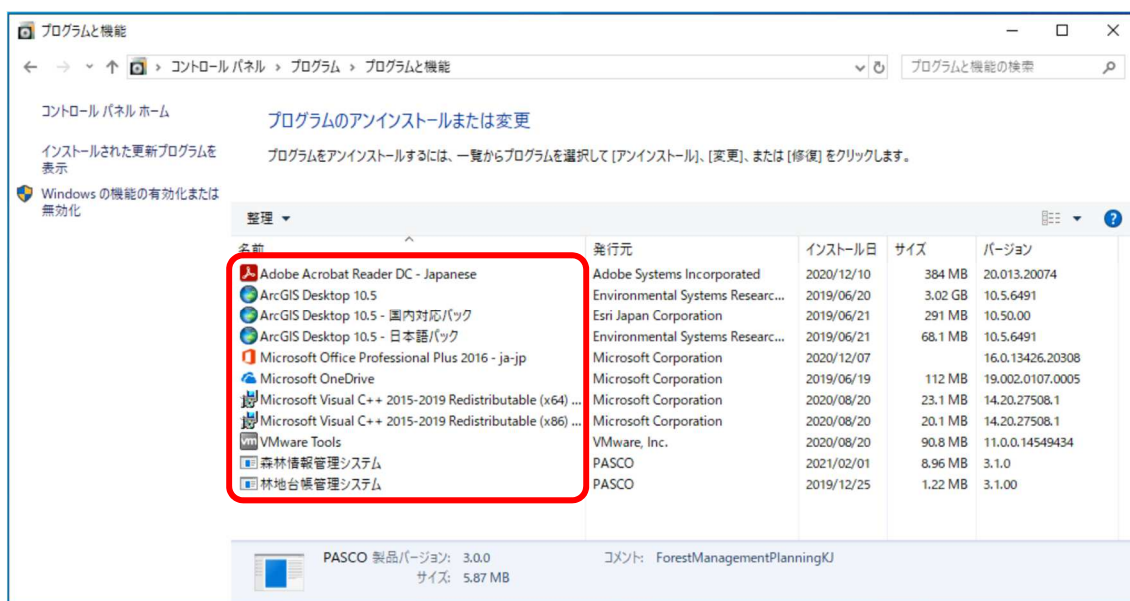 プログラムと機能
コントロール パネル › プログラム › プログラムと機能
プログラムと機能の検索
コントロール パネル ホーム
インストールされた更新プログラムを
表示
Windows の機能の有効化または
無効化
プログラムのアンインストールまたは変更
プログラムをアンインストールするには、一覧からプログラムを選択して [アンインストール]、[変更]、または [修復] をクリックします。
整理
名前 発行元 インストール日 サイズ バージョン
Adobe Acrobat Reader DC - Japanese Adobe Systems Incorporated 2020/12/10 384 MB 20.013.20074
ArcGIS Desktop 10.5 Environmental Systems Researc... 2019/06/20 3.02 GB 10.5.6491
ArcGIS Desktop 10.5 - 国内対応パック Esri Japan Corporation 2019/06/21 291 MB 10.50.00
ArcGIS Desktop 10.5 - 日本語パック Environmental Systems Researc... 2019/06/21 68.1 MB 10.5.6491
Microsoft Office Professional Plus 2016 - ja-jp Microsoft Corporation 2020/12/07 16.0.13426.20308
Microsoft OneDrive Microsoft Corporation 2019/06/19 112 MB 19.002.0107.0005
Microsoft Visual C++ 2015-2019 Redistributable (x64) ... Microsoft Corporation 2020/08/20 23.1 MB 14.20.27508.1
Microsoft Visual C++ 2015-2019 Redistributable (x86) ... Microsoft Corporation 2020/08/20 20.1 MB 14.20.27508.1
vm VMware Tools VMware, Inc. 2020/08/20 90.8 MB 11.0.0.14549434
森林情報管理システム PASCO 2021/02/01 8.96 MB 3.1.0
林地台帳管理システム PASCO 2019/12/25 1.22 MB 3.1.00
PASCO 製品バージョン: 3.0.0 コメント: ForestManagementPlanningKJ
サイズ: 5.87 MB